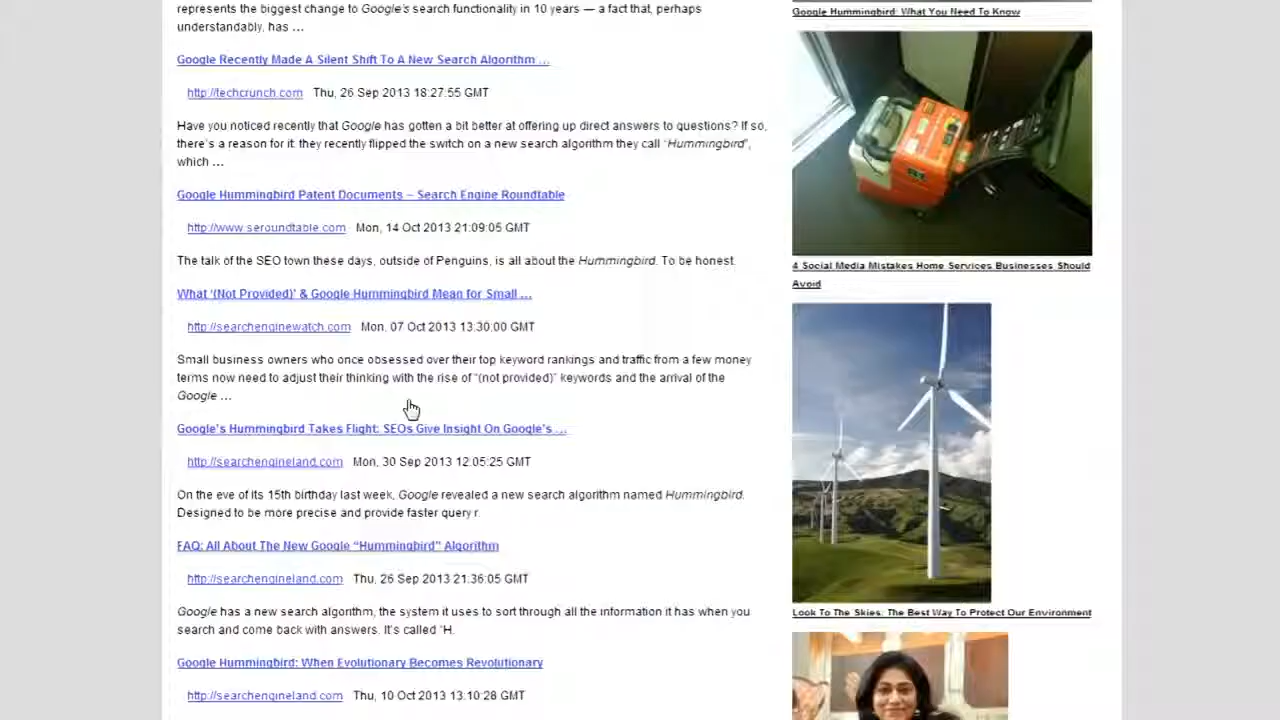 represents the biggest change to Google's search functionality in 10 years — a fact that, perhaps
understandably, has ...
Google Recently Made A Silent Shift To A New Search Algorithm ...
http://techcrunch.com Thu, 26 Sep 2013 18:27:55 GMT
Have you noticed recently that Google has gotten a bit better at offering up direct answers to questions? If so,
there's a reason for it: they recently flipped the switch on a new search algorithm they call "Hummingbird",
which ...
Google Hummingbird Patent Documents – Search Engine Roundtable
http://www.seroundtable.com Mon, 14 Oct 2013 21:09:05 GMT
The talk of the SEO town these days, outside of Penguins, is all about the Hummingbird. To be honest.
What '(Not Provided)' & Google Hummingbird Mean for Small ...
http://searchenginewatch.com Mon, 07 Oct 2013 13:30:00 GMT
Small business owners who once obsessed over their top keyword rankings and traffic from a few money
terms now need to adjust their thinking with the rise of "(not provided)" keywords and the arrival of the
Google ...
Google's Hummingbird Takes Flight: SEOs Give Insight On Google's ...
http://searchengineland.com Mon, 30 Sep 2013 12:05:25 GMT
On the eve of its 15th birthday last week, Google revealed a new search algorithm named Hummingbird.
Designed to be more precise and provide faster query r.
FAQ: All About The New Google "Hummingbird" Algorithm
http://searchengineland.com Thu, 26 Sep 2013 21:36:05 GMT
Google has a new search algorithm, the system it uses to sort through all the information it has when you
search and come back with answers. It's called "H.
Google Hummingbird: When Evolutionary Becomes Revolutionary
http://searchengineland.com Thu, 10 Oct 2013 13:10:28 GMT
Google Hummingbird: What You Need To Know
4 Social Media Mistakes Home Services Businesses Should
Avoid
Look To The Skies: The Best Way To Protect Our Environment